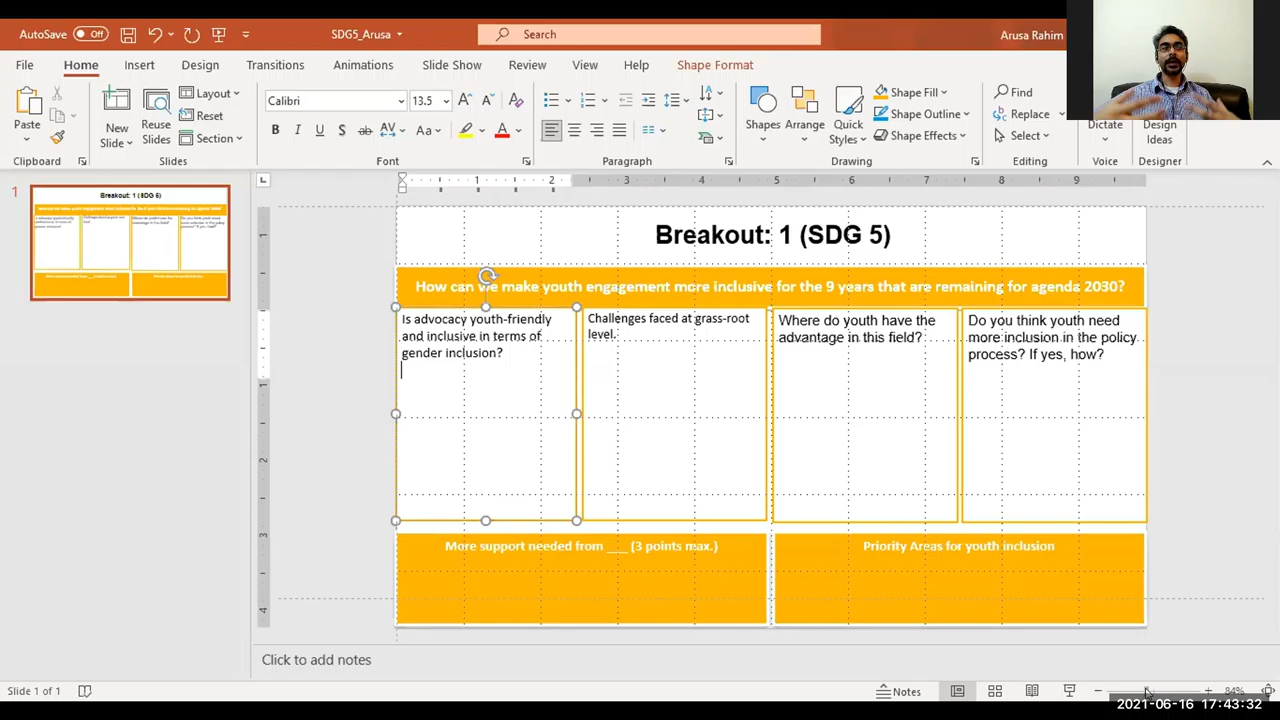 AutoSave Off
SDG5_Arusa
Search
Arusa Rahim
File Home Insert Design Transitions Animations Slide Show Review View Help Shape Format
Paste
New Slide
Reuse Slides
Layout
Reset
Section
Calibri
13.5
Shapes
Arrange
Quick Styles
Shape Fill
Shape Outline
Shape Effects
Find
Replace
Select
Dictate
Design Ideas
Clipboard Slides Font Paragraph Drawing Editing Voice Designer
1
Breakout: 1 (SDG 5)
How can we make youth engagement more inclusive for the 9 years that are remaining for agenda 2030?
Is advocacy youth-friendly
and inclusive in terms of
gender inclusion?
Challenges faced at grass-root
level.
Where do youth have the
advantage in this field?
Do you think youth need
more inclusion in the policy
process? If yes, how?
More support needed from ___ (3 points max.)
Priority Areas for youth inclusion
Click to add notes
Slide 1 of 1
Notes
84%
2021-06-16 17:43:32